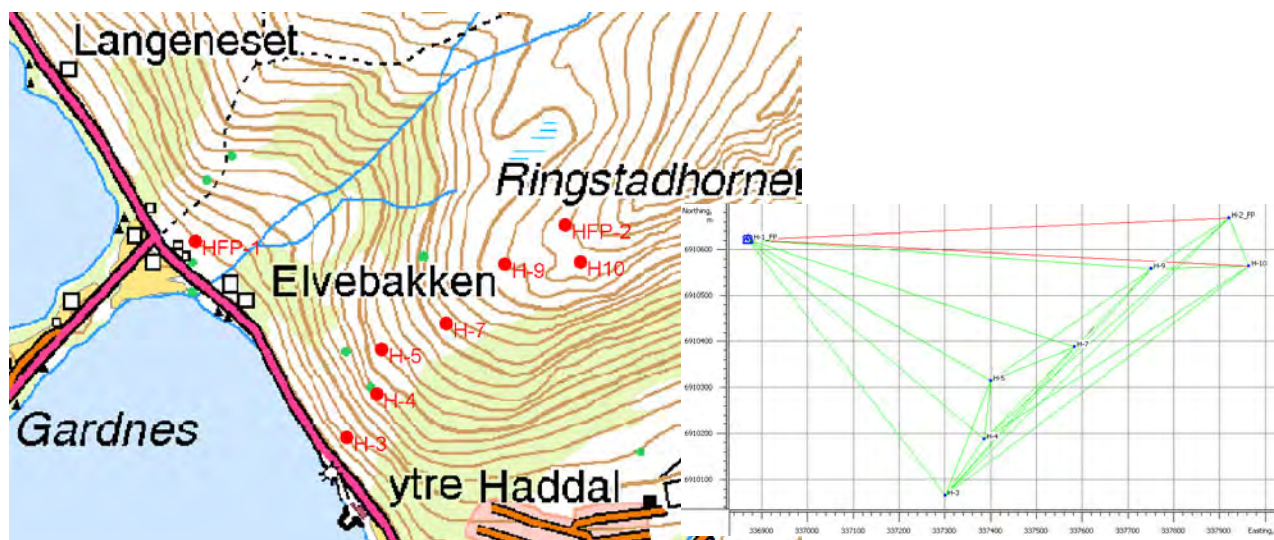 Langeneset
Ringstadhornet
HFP-1
HFP-2
H-9
H10
Elvebakken
H-7
H-5
H-4
Gardnes
H-3
ytre Haddal
Northing,
m
H-2_FP
H-1_FP
6910600
H-9
H-10
6910500
6910400
H-7
6910300
H-5
6910200
H-4
6910100
H-3
336900 337000 337100 337200 337300 337400 337500 337600 337700 337800 337900 Easting,